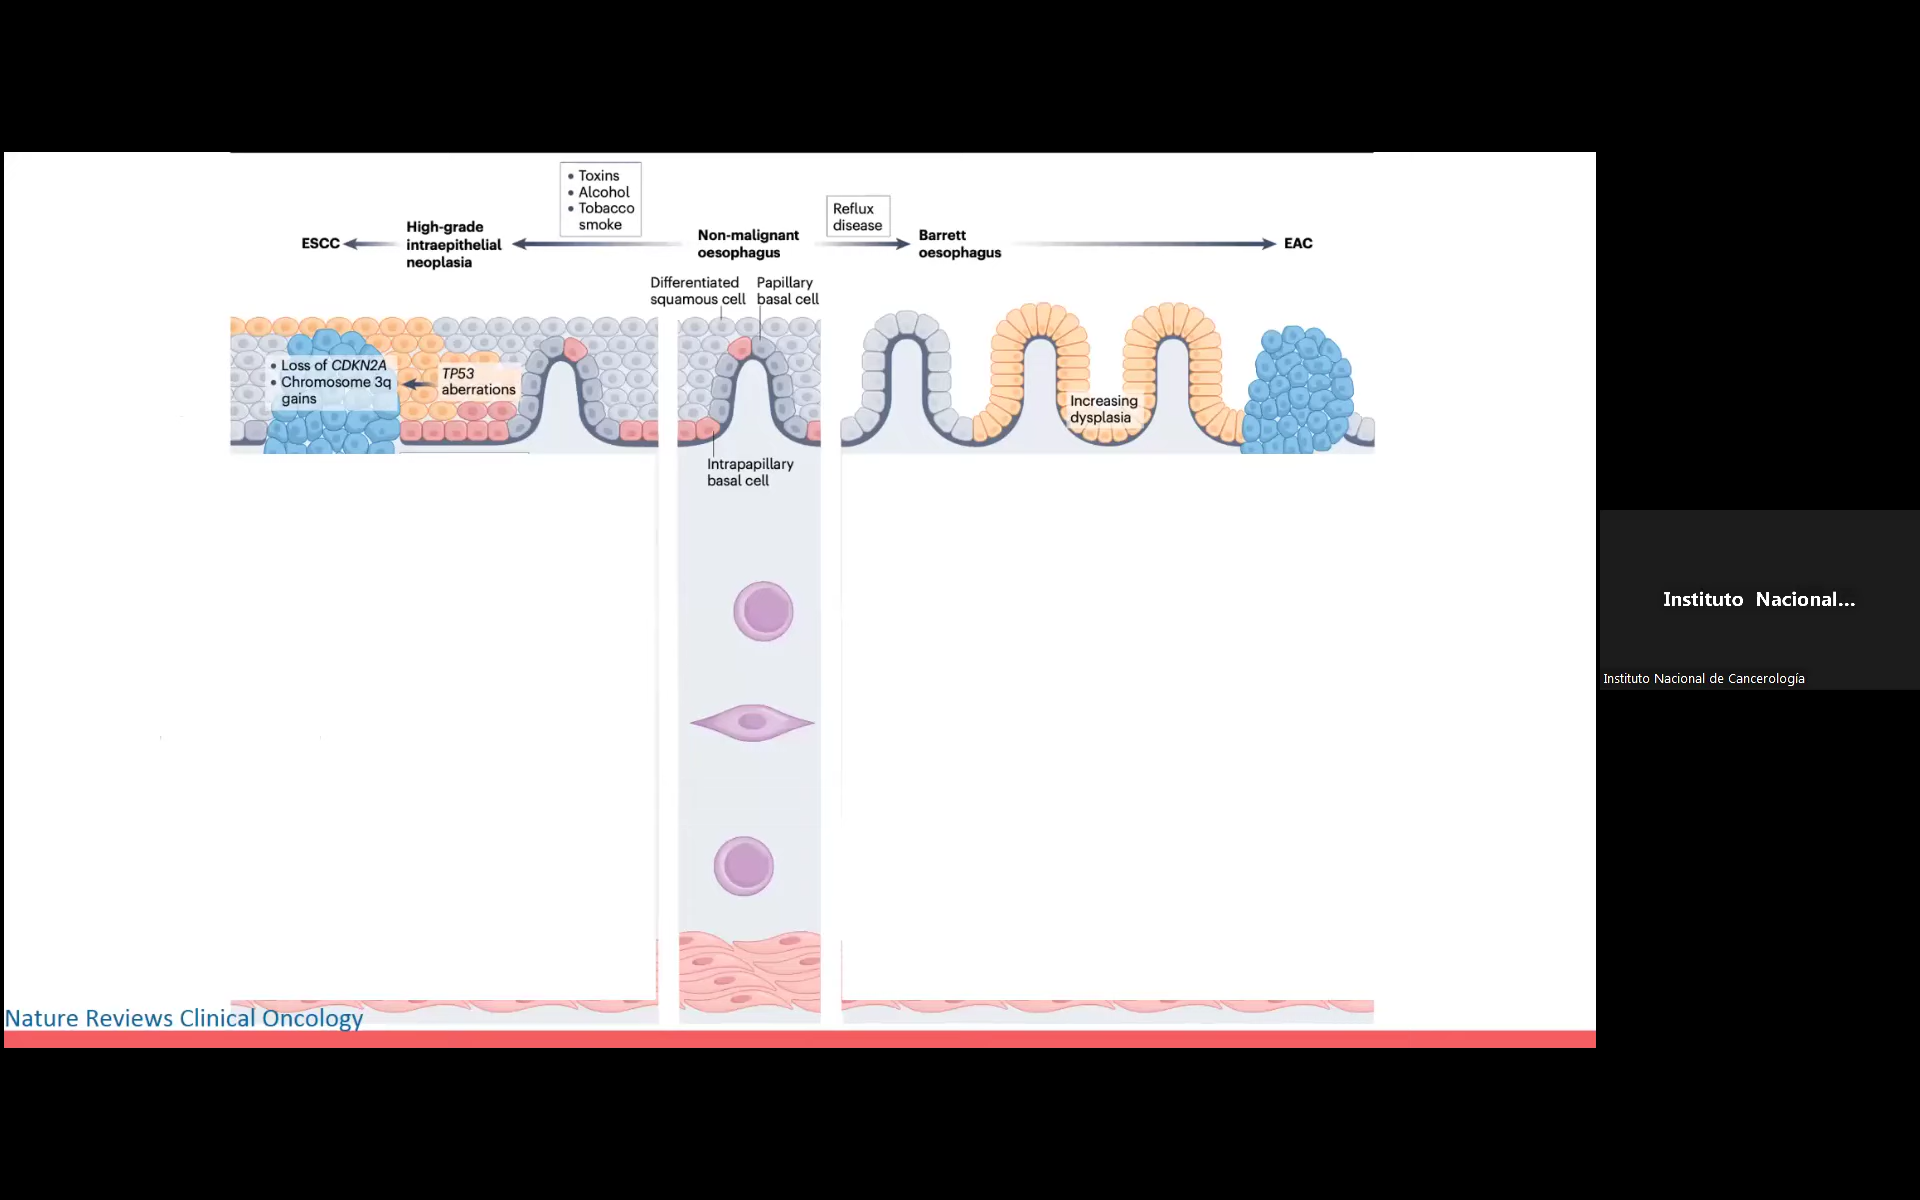 • Toxins
• Alcohol
• Tobacco
smoke
Reflux
disease
ESCC
High-grade
intraepithelial
neoplasia
Non-malignant
oesophagus
Barrett
oesophagus
EAC
Differentiated
squamous cell
Papillary
basal cell
• Loss of CDKN2A
• Chromosome 3q
gains
TP53
aberrations
Increasing
dysplasia
Intrapapillary
basal cell
Instituto Nacional...
Instituto Nacional de Cancerología
Nature Reviews Clinical Oncology